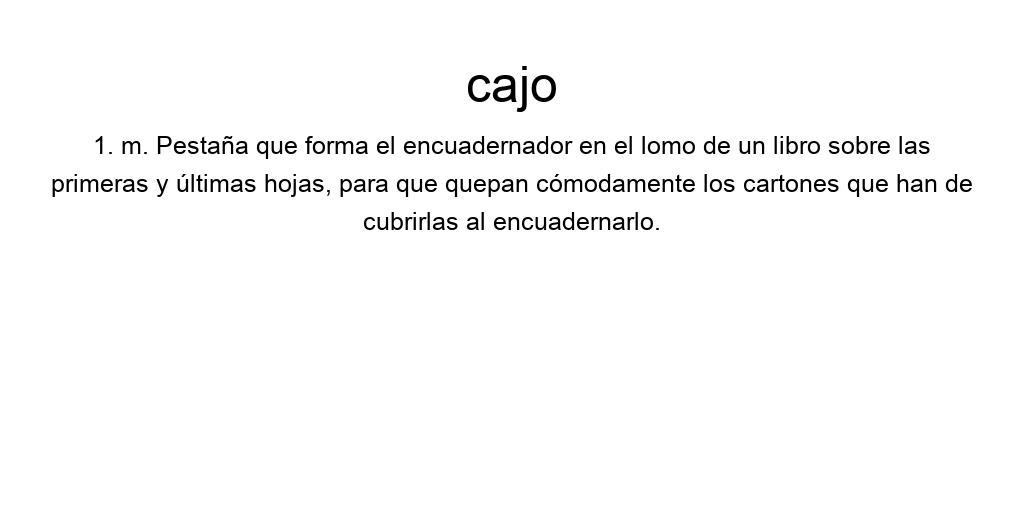 cajo
1. m. Pestaña que forma el encuadernador en el lomo de un libro sobre las
primeras y últimas hojas, para que quepan cómodamente los cartones que han de
cubrirlas al encuadernarlo.